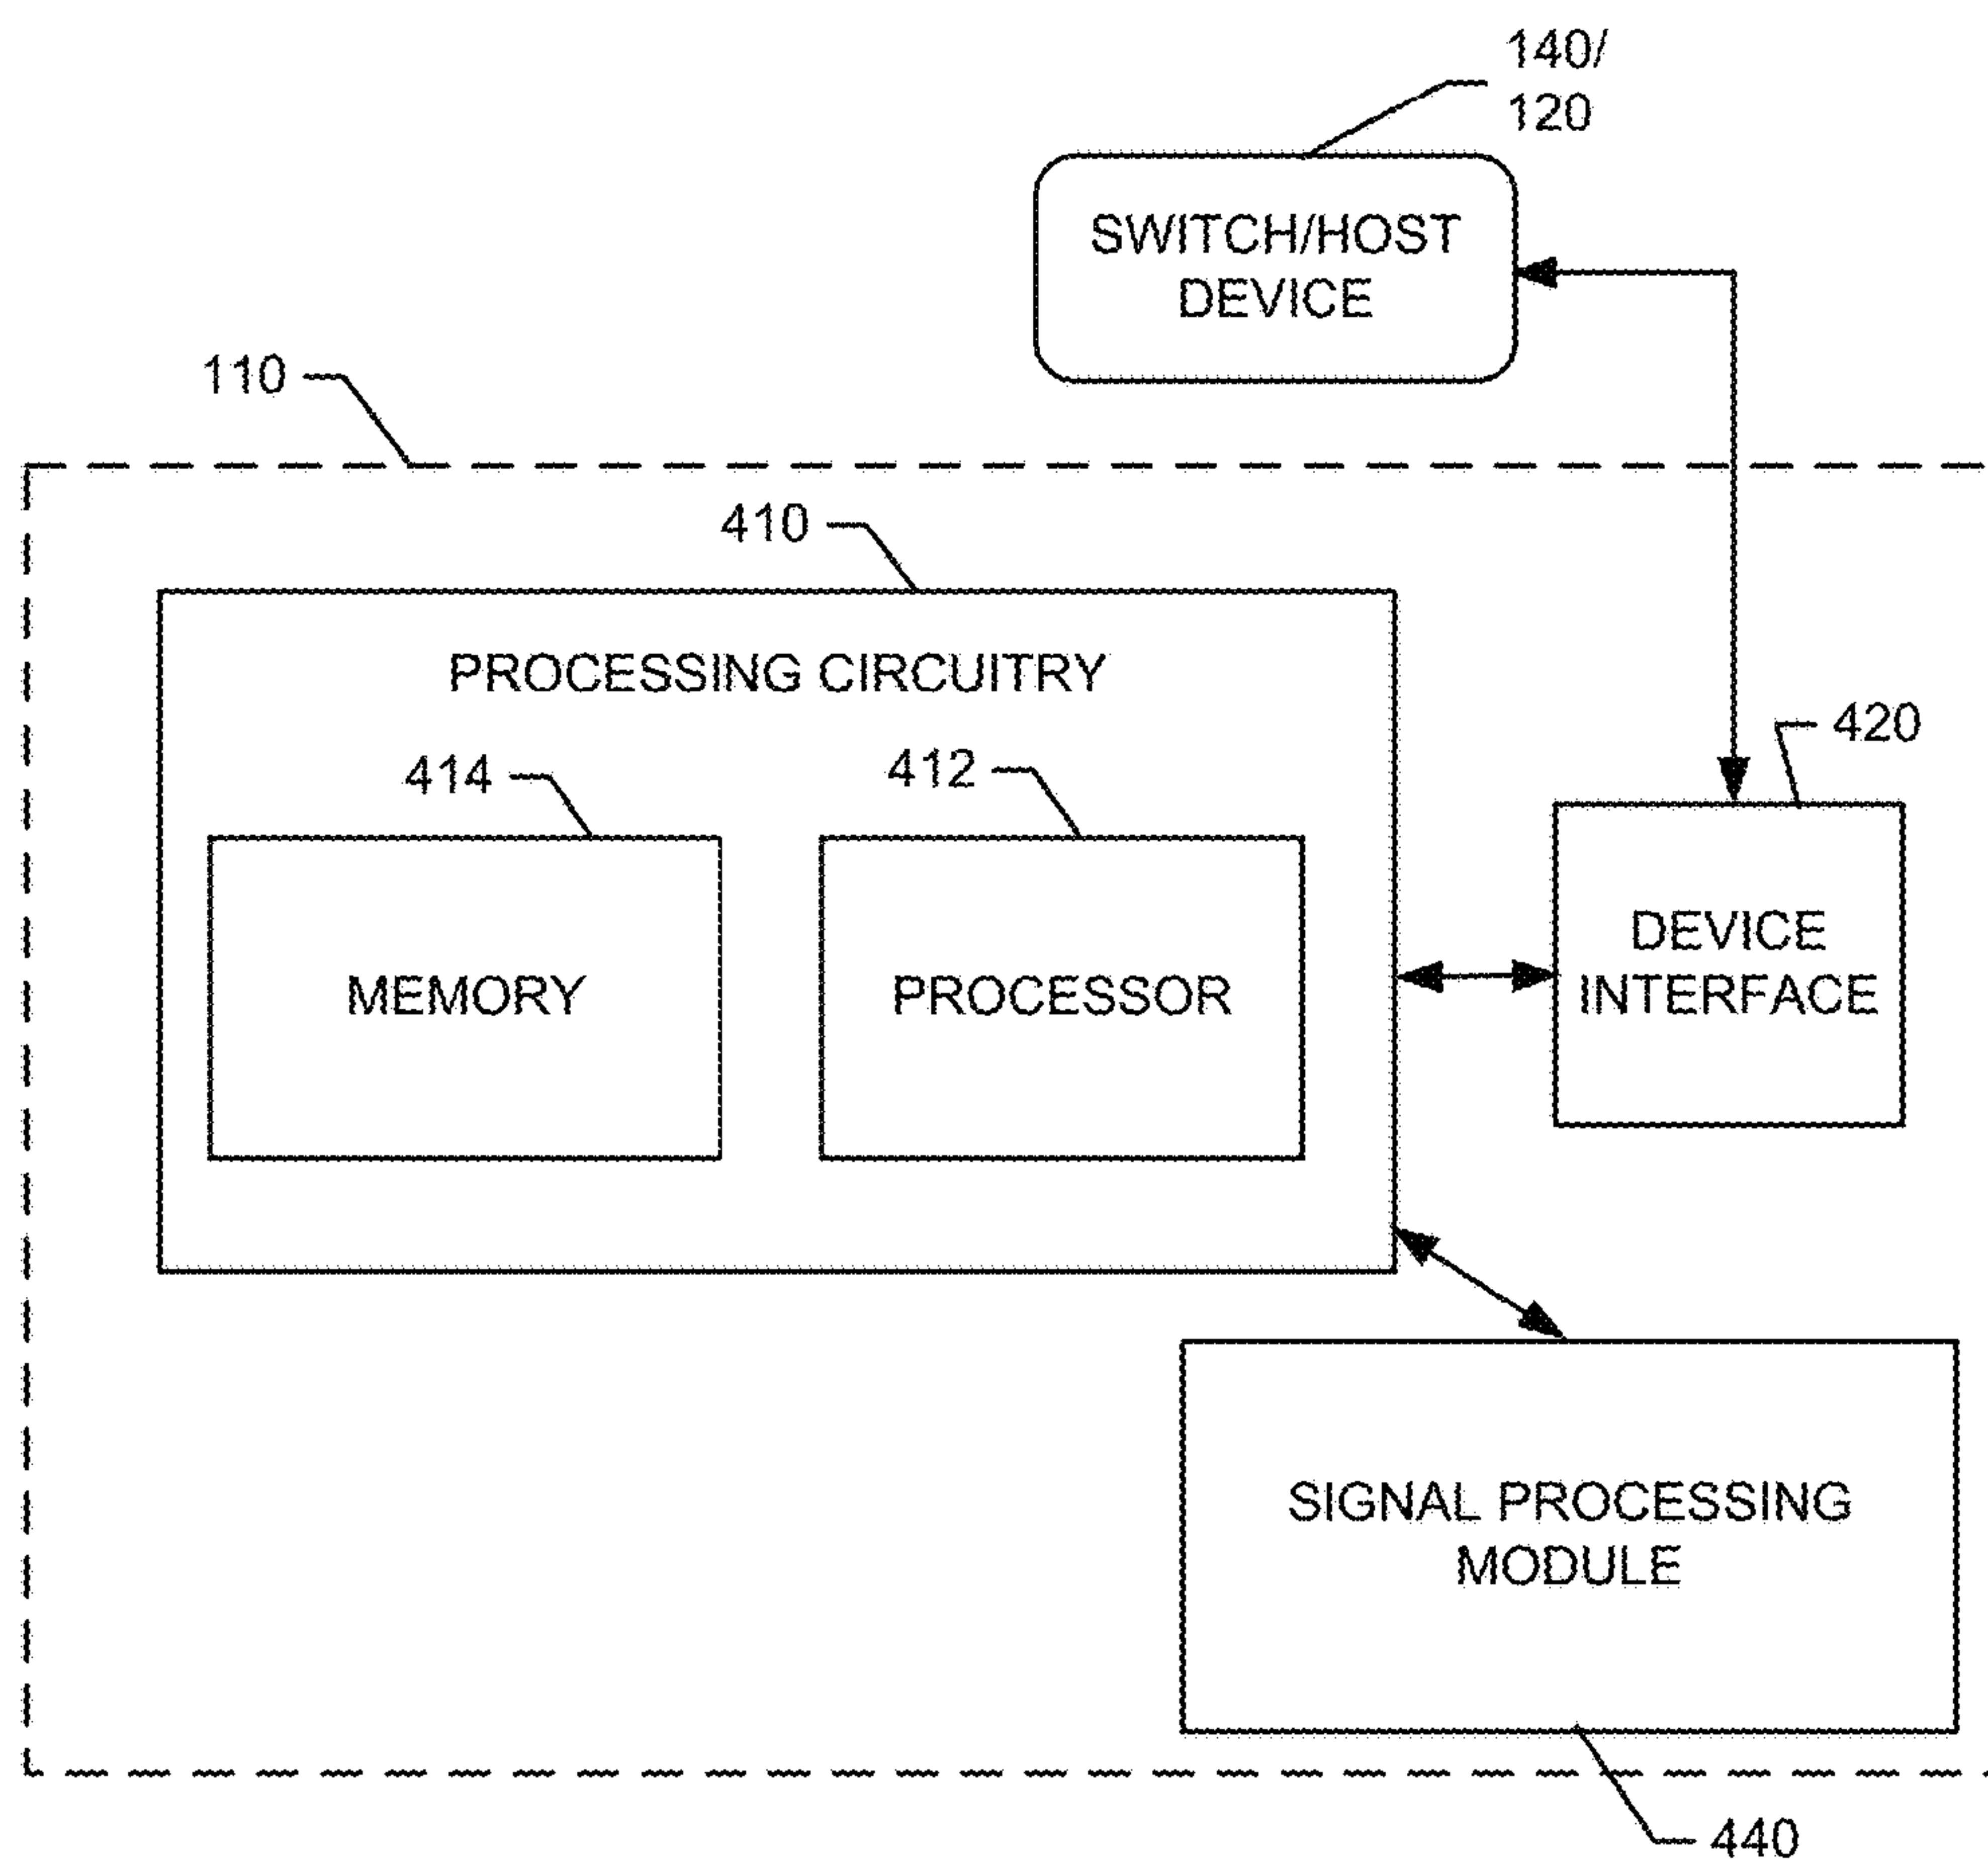 140/
120
SWITCH/HOST
DEVICE
110
410
PROCESSING CIRCUITRY
420
414
412
MEMORY
PROCESSOR
DEVICE
INTERFACE
SIGNAL PROCESSING
MODULE
440